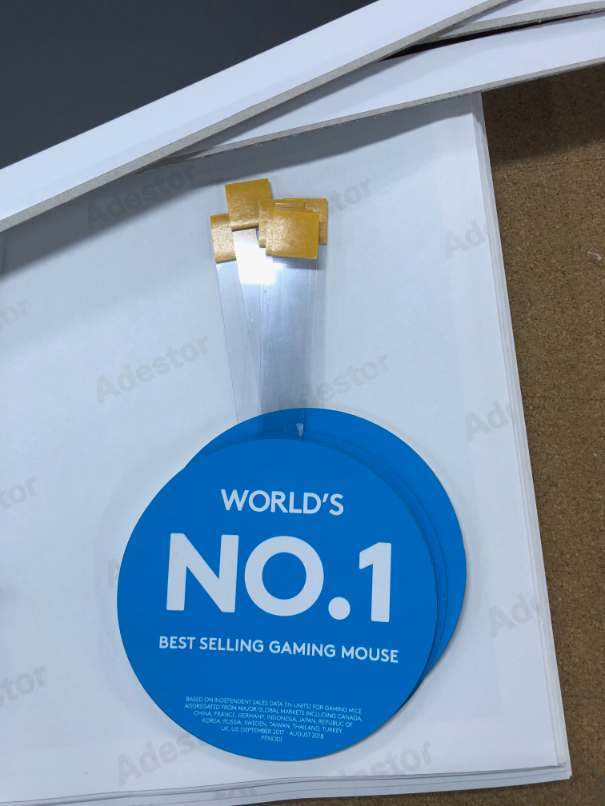 WORLD'S
NO.1
BEST SELLING GAMING MOUSE
BASED ON INDEPENDENT SALES DATA (IN UNITS) FOR GAMING MICE
AGGREGATED FROM MAJOR GLOBAL MARKETS INCLUDING CANADA,
CHINA, FRANCE, GERMANY, INDONESIA, JAPAN, REPUBLIC OF
KOREA, RUSSIA, SWEDEN, TAIWAN, THAILAND, TURKEY,
UK, US (SEPTEMBER 2017 - AUGUST 2018
PERIOD)
Adestor
Adestor
Adestor
Adestor
Adestor